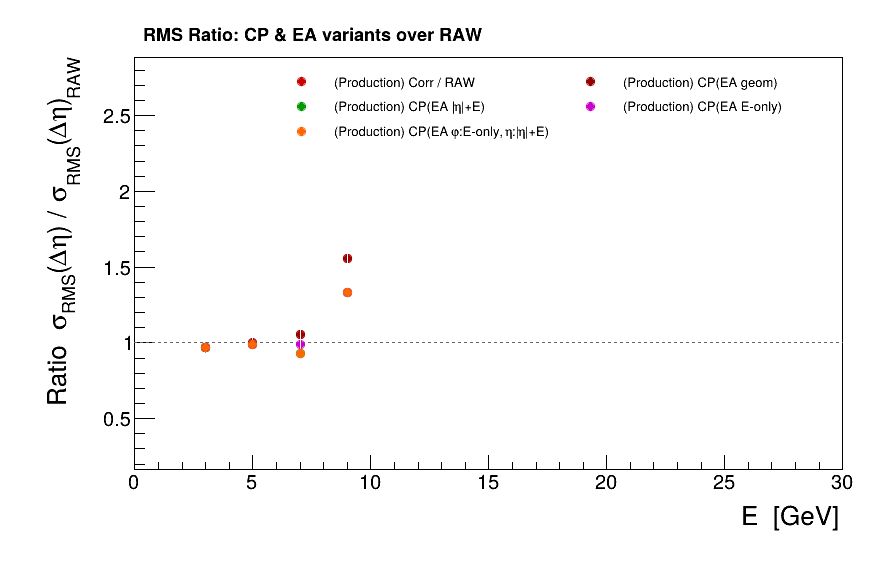 RMS Ratio: CP & EA variants over RAW
(Production) Corr / RAW
(Production) CP(EA geom)
(Production) CP(EA |η|+E)
(Production) CP(EA E-only)
(Production) CP(EA φ:E-only, η:|η|+E)
Ratio σRMS(Δη) / σRMS(Δη)RAW
2.5
2
1.5
1
0.5
0 5 10 15 20 25 30
E [GeV]